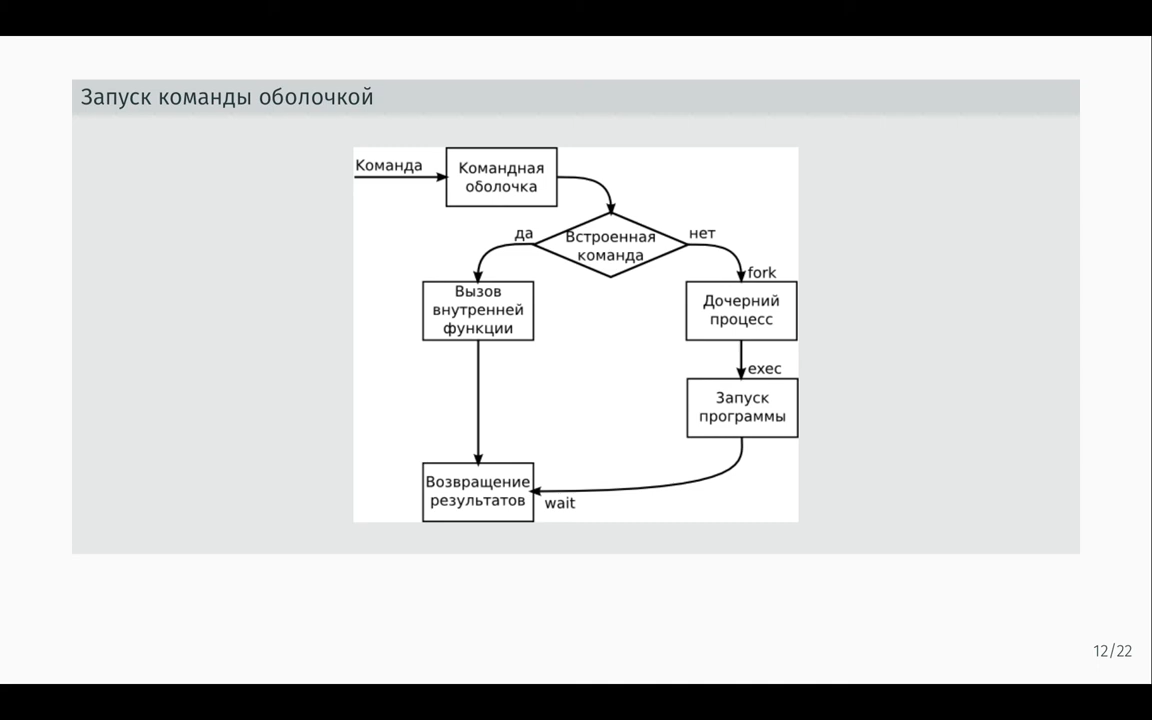 Запуск команды оболочкой
Команда
Командная
оболочка
да
Встроенная
команда
нет
fork
Вызов
внутренней
функции
Дочерний
процесс
exec
Запуск
программы
Возвращение
результатов
wait
12/22